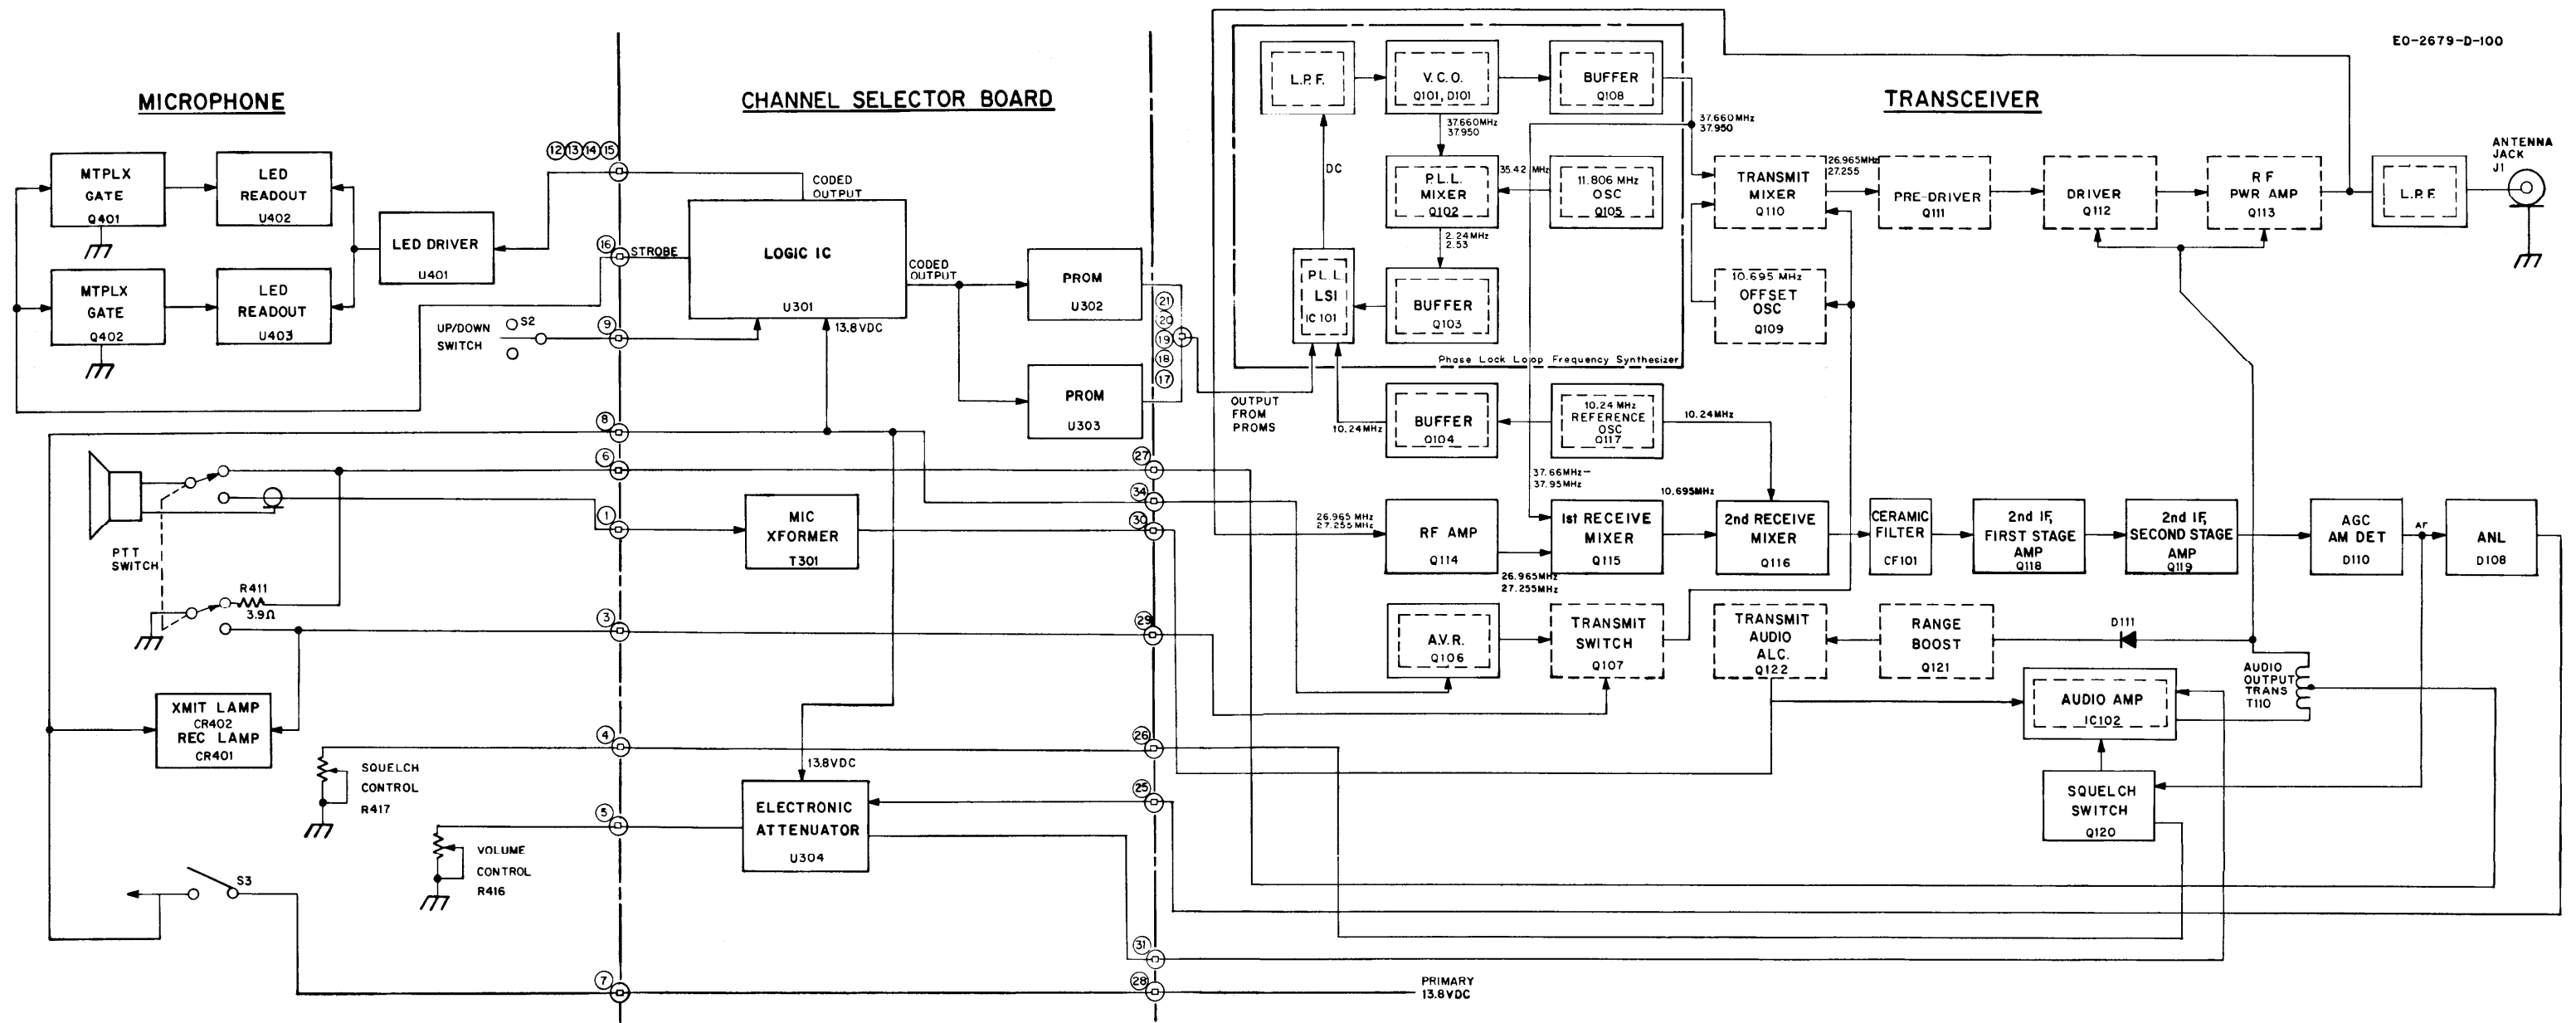 EO-2679-D-100
MICROPHONE
CHANNEL SELECTOR BOARD
TRANSCEIVER
MTPLX
GATE
Q401
LED
READOUT
U402
MTPLX
GATE
Q402
LED
READOUT
U403
LED DRIVER
U401
12 13 14 15
CODED
OUTPUT
16
STROBE
LOGIC IC
U301
CODED
OUTPUT
UP/DOWN
SWITCH
S2
9
13.8VDC
PROM
U302
PROM
U303
21
20
19
18
17
OUTPUT
FROM
PROMS
8
6
1
PTT
SWITCH
R411
3.9Ω
3
MIC
XFORMER
T301
27
34
30
29
XMIT LAMP
CR402
REC LAMP
CR401
4
SQUELCH
CONTROL
R417
5
VOLUME
CONTROL
R416
13.8VDC
ELECTRONIC
ATTENUATOR
U304
26
25
S3
7
31
28
PRIMARY
13.8VDC
L.P.F.
V.C.O.
Q101, D101
BUFFER
Q108
37.660MHz
37.950
37.660MHz
37.950
DC
P.L.L.
MIXER
Q102
35.42 MHz
11.806 MHz
OSC
Q105
2.24MHz
2.53
P.L.L
LSI
IC101
BUFFER
Q103
Phase Lock Loop Frequency Synthesizer
TRANSMIT
MIXER
Q110
26.965MHz
27.255
PRE-DRIVER
Q111
DRIVER
Q112
RF
PWR AMP
Q113
L.P.F.
ANTENNA
JACK
J1
10.695 MHz
OFFSET
OSC
Q109
10.24MHz
BUFFER
Q104
10.24 MHz
REFERENCE
OSC
Q117
10.24MHz
37.66MHz-
37.95MHz
26.965 MHz
27.255 MHz
RF AMP
Q114
26.965MHz
27.255MHz
1st RECEIVE
MIXER
Q115
10.695MHz
2nd RECEIVE
MIXER
Q116
CERAMIC
FILTER
CF101
2nd IF,
FIRST STAGE
AMP
Q118
2nd IF,
SECOND STAGE
AMP
Q119
AGC
AM DET
D110
AF
ANL
D108
A.V.R.
Q106
TRANSMIT
SWITCH
Q107
TRANSMIT
AUDIO
ALC.
Q122
RANGE
BOOST
Q121
D111
AUDIO
OUTPUT
TRANS
T110
AUDIO AMP
IC102
SQUELCH
SWITCH
Q120